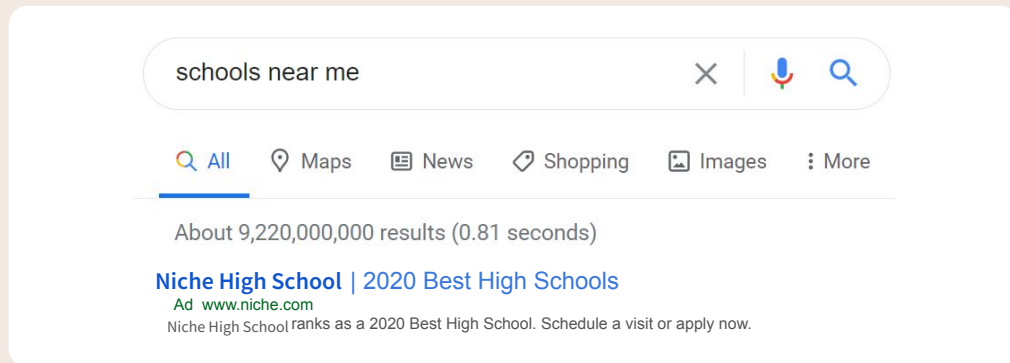 schools near me
All Maps News Shopping Images More
About 9,220,000,000 results (0.81 seconds)
Niche High School | 2020 Best High Schools
Ad www.niche.com
Niche High School ranks as a 2020 Best High School. Schedule a visit or apply now.